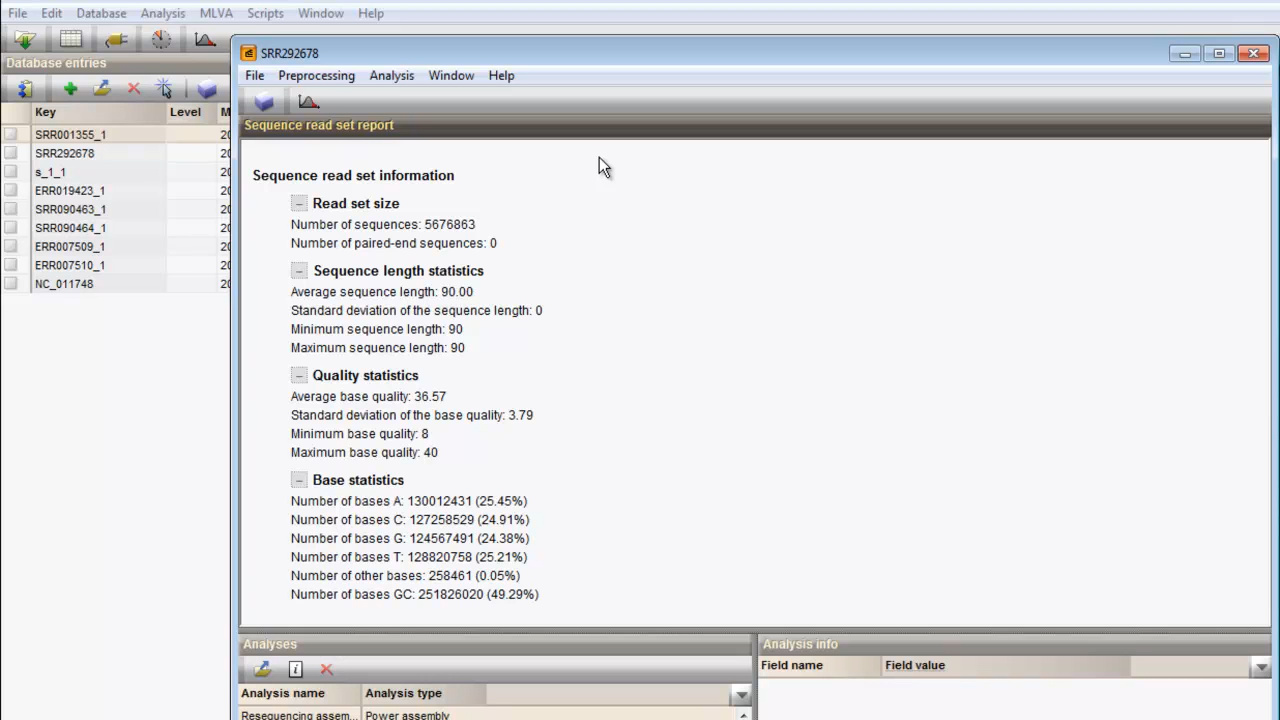 File Edit Database Analysis MLVA Scripts Window Help
SRR292678
Database entries
File Preprocessing Analysis Window Help
Key Level
Sequence read set report
SRR001355_1
SRR292678
s_1_1
ERR019423_1
SRR090463_1
SRR090464_1
ERR007509_1
ERR007510_1
NC_011748
Sequence read set information
Read set size
Number of sequences: 5676863
Number of paired-end sequences: 0
Sequence length statistics
Average sequence length: 90.00
Standard deviation of the sequence length: 0
Minimum sequence length: 90
Maximum sequence length: 90
Quality statistics
Average base quality: 36.57
Standard deviation of the base quality: 3.79
Minimum base quality: 8
Maximum base quality: 40
Base statistics
Number of bases A: 130012431 (25.45%)
Number of bases C: 127258529 (24.91%)
Number of bases G: 124567491 (24.38%)
Number of bases T: 128820758 (25.21%)
Number of other bases: 258461 (0.05%)
Number of bases GC: 251826020 (49.29%)
Analyses
Analysis name Analysis type
Resequencing assem... Power assembly
Analysis info
Field name Field value